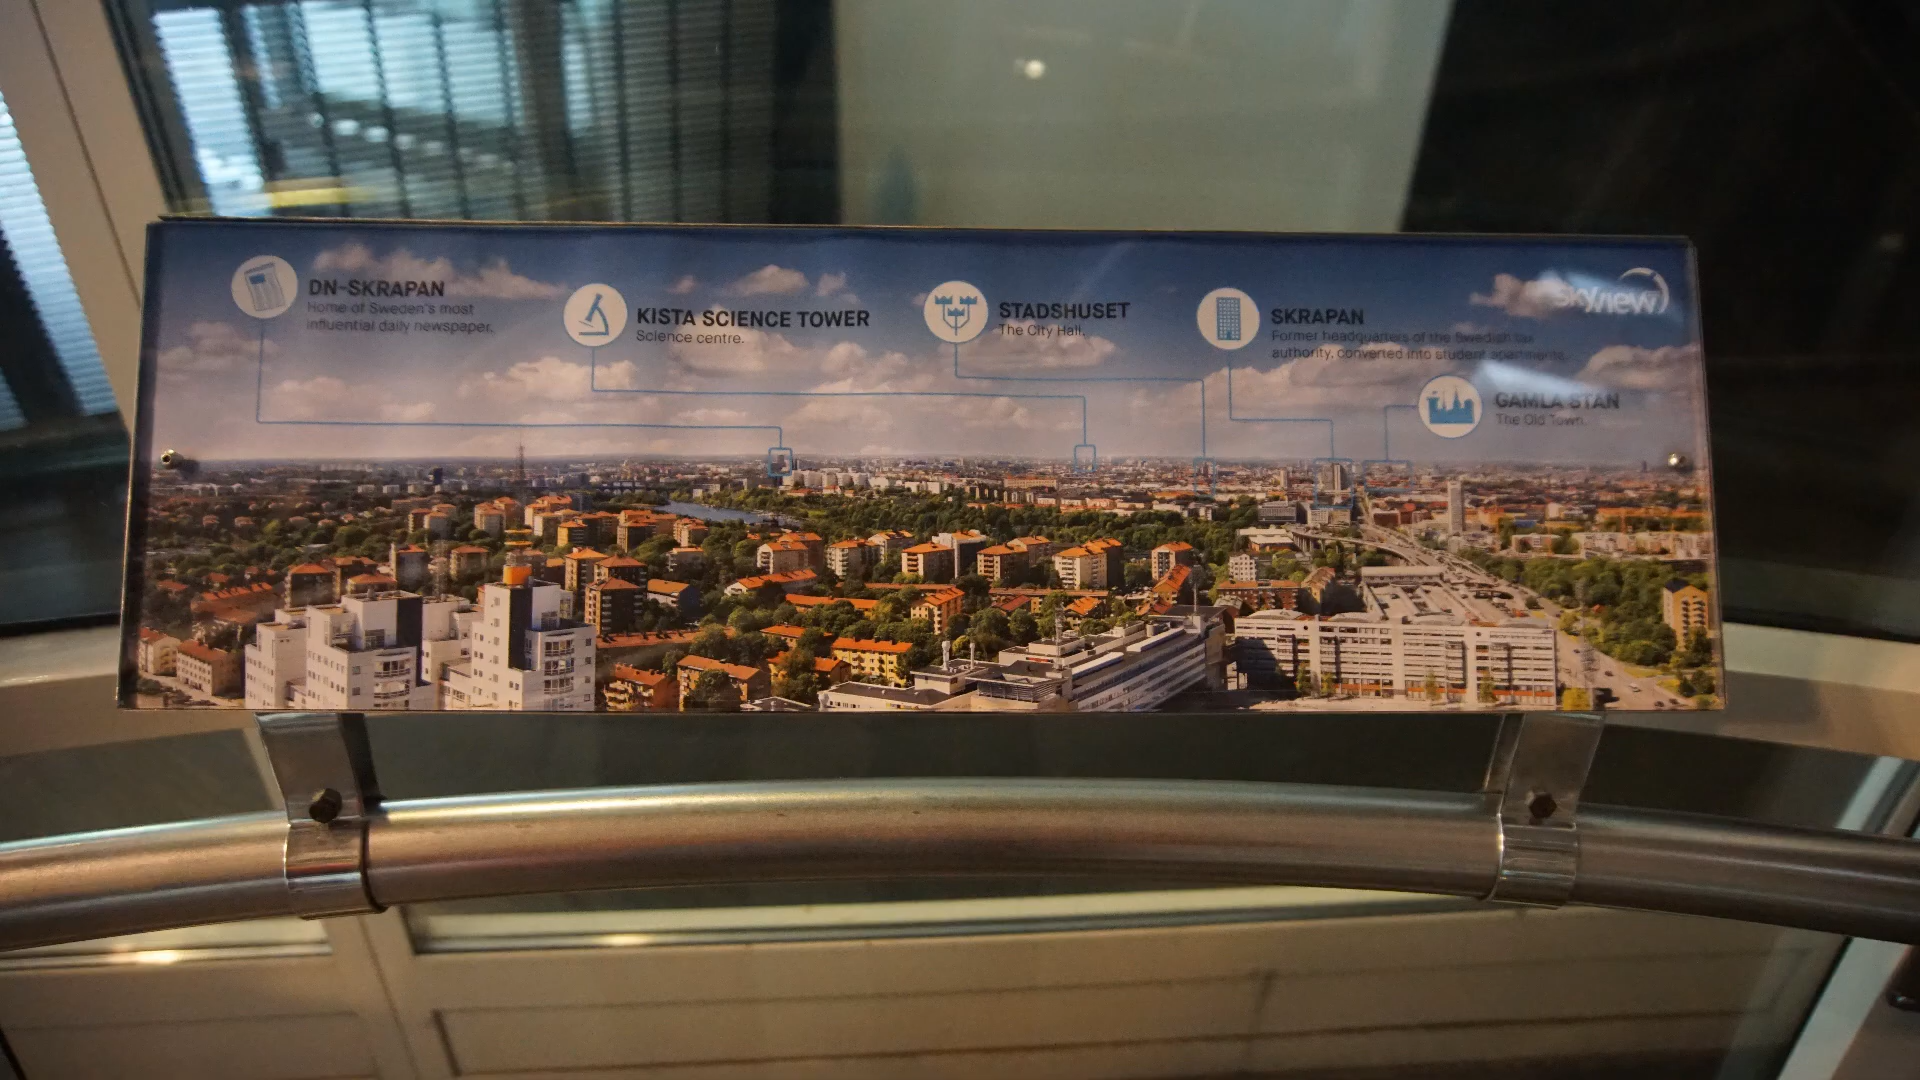 DN-SKRAPAN
Home of Sweden's most
influential daily newspaper.
KISTA SCIENCE TOWER
Science centre.
STADSHUSET
The City Hall.
SKRAPAN
Former headquarters of the Swedish tax
authority, converted into student apartments.
skyview
GAMLA STAN
The Old Town.